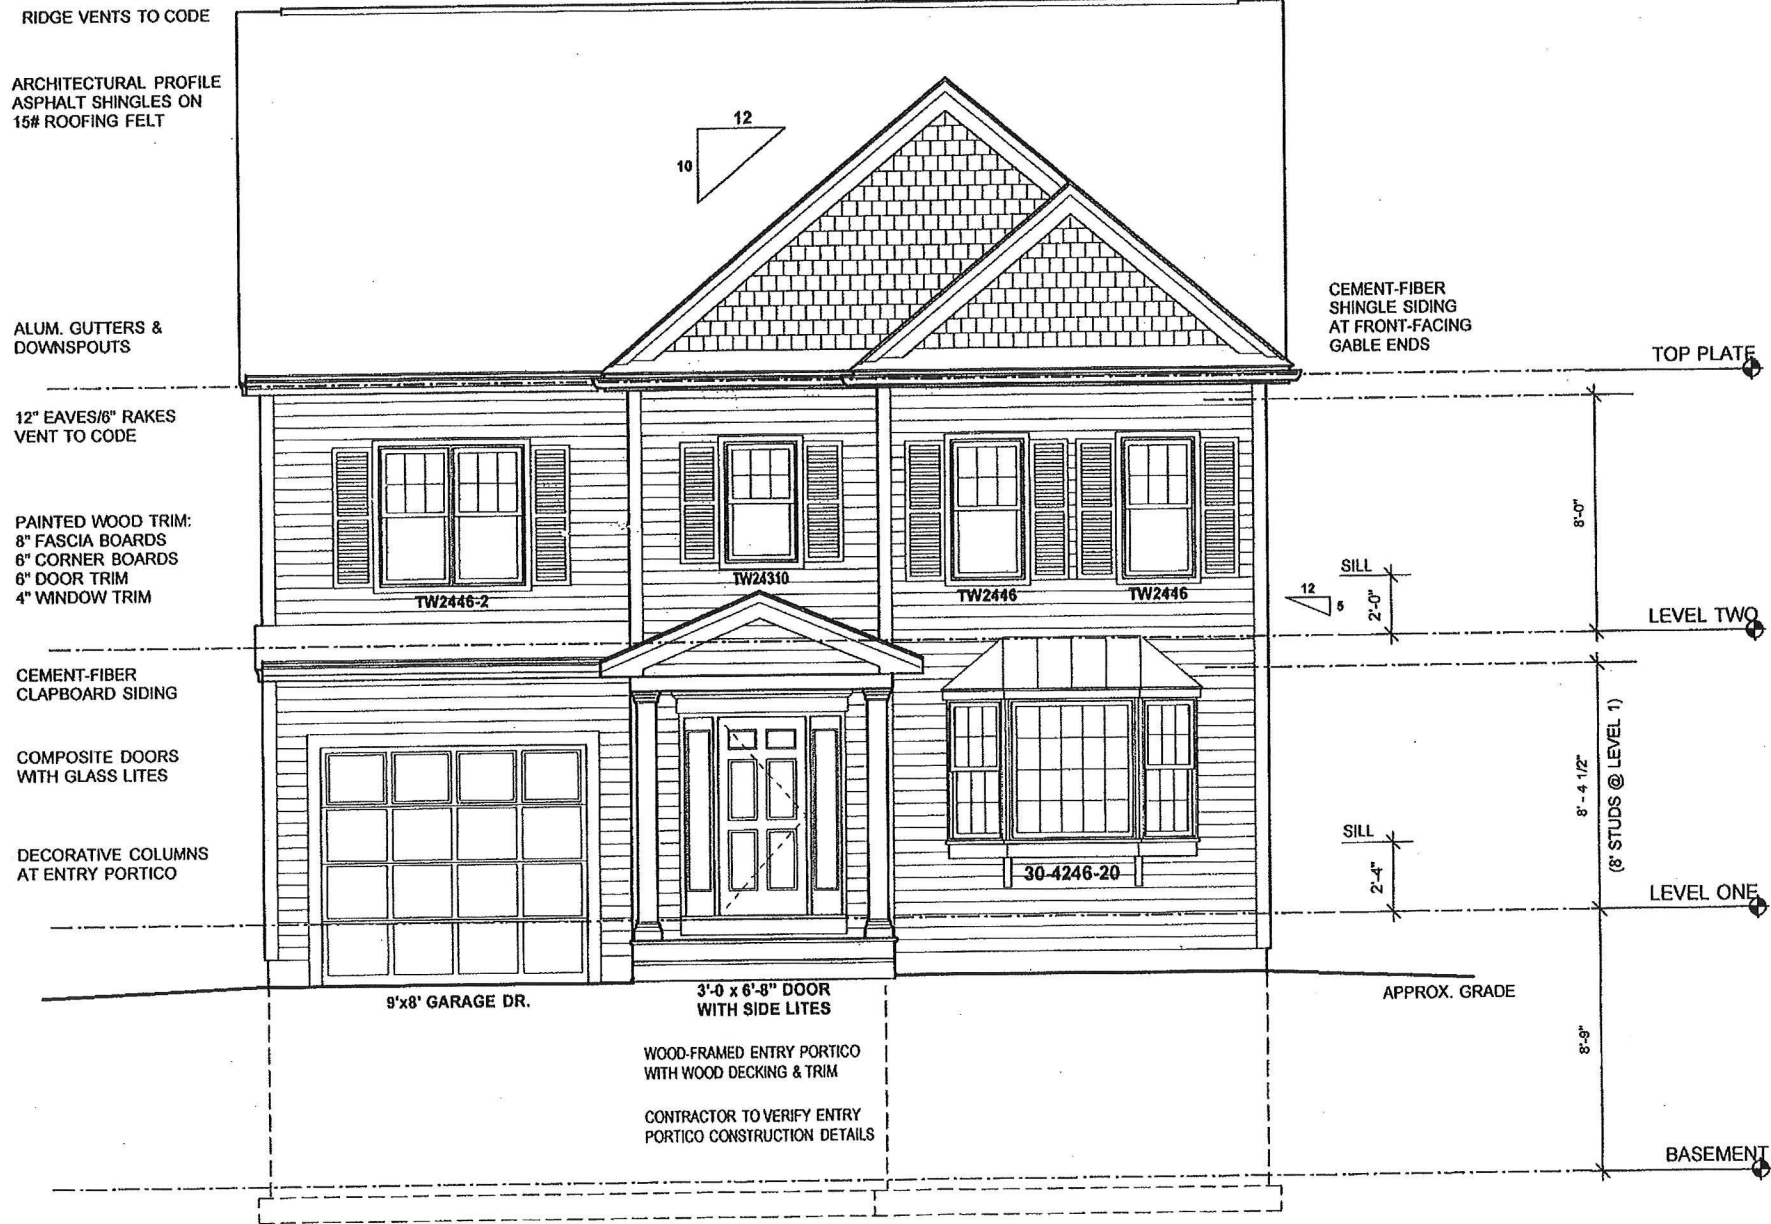 RIDGE VENTS TO CODE
ARCHITECTURAL PROFILE
ASPHALT SHINGLES ON
15# ROOFING FELT
12
10
CEMENT-FIBER
SHINGLE SIDING
AT FRONT-FACING
GABLE ENDS
ALUM. GUTTERS &
DOWNSPOUTS
TOP PLATE
12" EAVES/6" RAKES
VENT TO CODE
PAINTED WOOD TRIM:
8" FASCIA BOARDS
6" CORNER BOARDS
6" DOOR TRIM
4" WINDOW TRIM
8'-0"
TW2446-2
TW24310
TW2446
TW2446
12
5
SILL
2'-0"
LEVEL TWO
CEMENT-FIBER
CLAPBOARD SIDING
COMPOSITE DOORS
WITH GLASS LITES
DECORATIVE COLUMNS
AT ENTRY PORTICO
8' - 4 1/2"
(8' STUDS @ LEVEL 1)
SILL
2'-4"
30-4246-20
LEVEL ONE
9'x8' GARAGE DR.
3'-0 x 6'-8" DOOR
WITH SIDE LITES
APPROX. GRADE
8'-9"
WOOD-FRAMED ENTRY PORTICO
WITH WOOD DECKING & TRIM
CONTRACTOR TO VERIFY ENTRY
PORTICO CONSTRUCTION DETAILS
BASEMENT